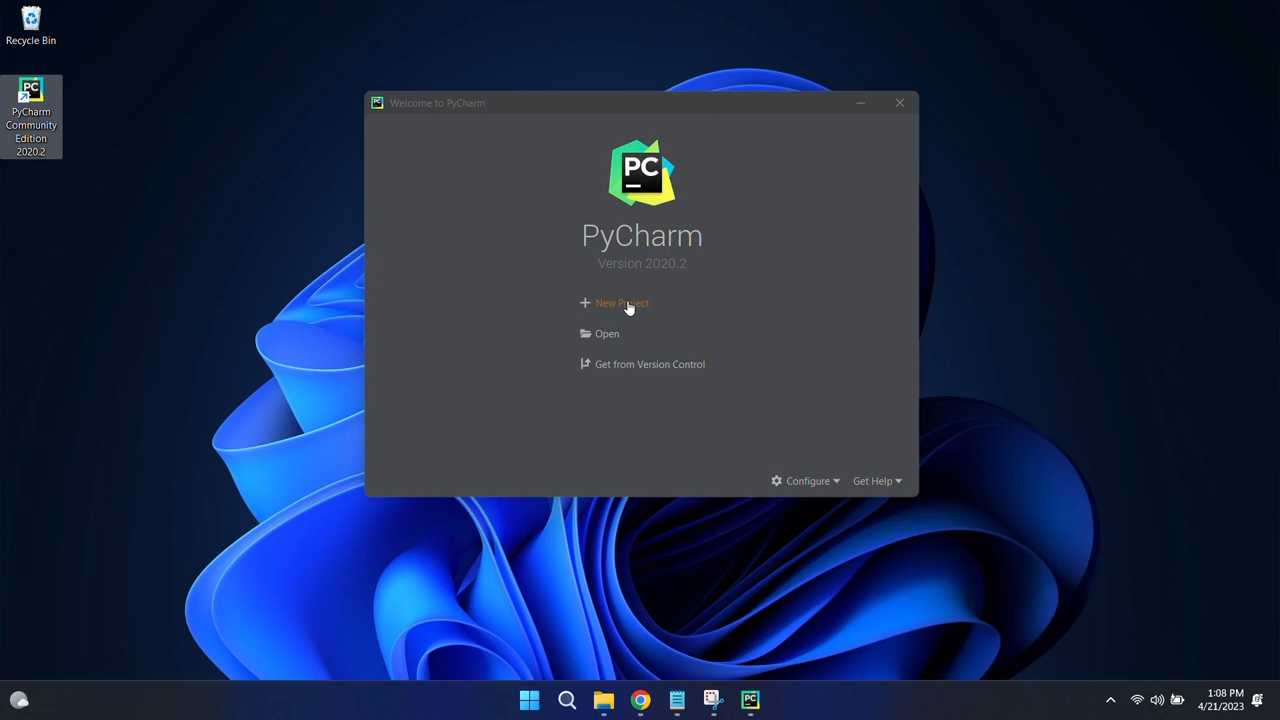 Recycle Bin
PyCharm
Community
Edition
2020.2
Welcome to PyCharm
PC
PyCharm
Version 2020.2
New Project
Open
Get from Version Control
Configure
Get Help
1:08 PM
4/21/2023